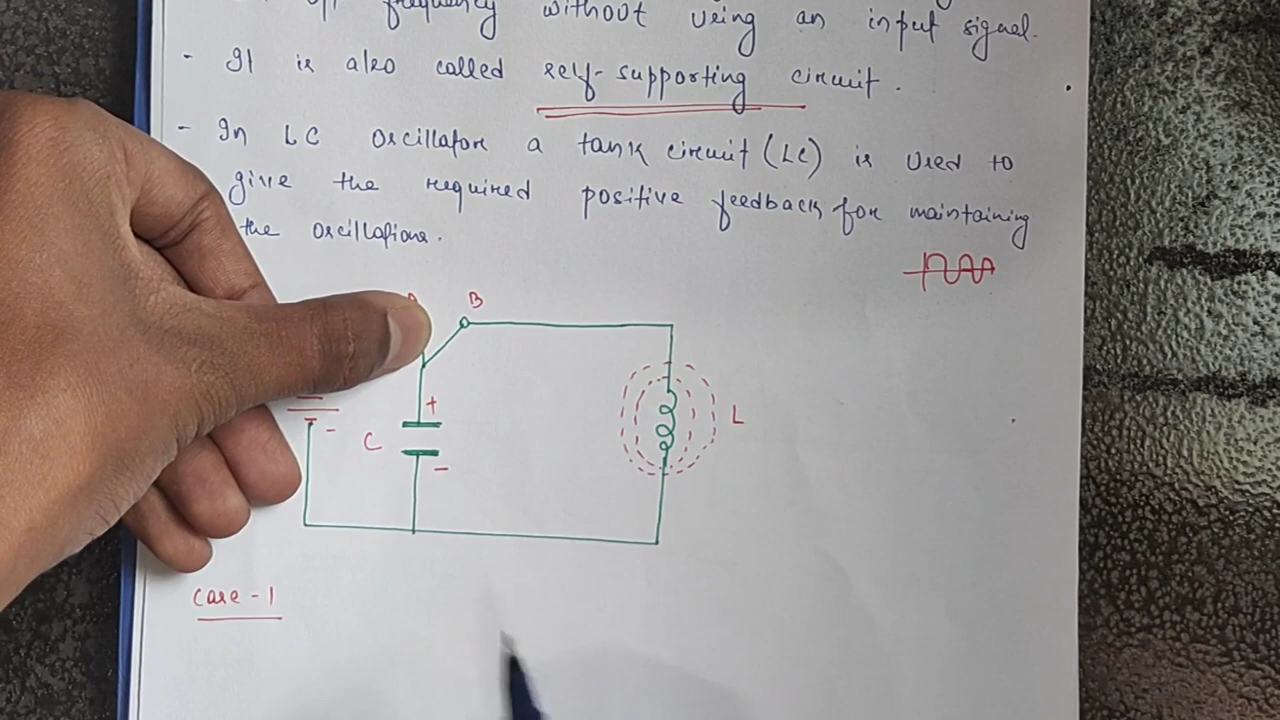 frequency without using an input signal.
- It is also called self-supporting circuit.
- In LC oscillator a tank circuit (LC) is used to
give the required positive feedback for maintaining
the oscillations.
B
+
L
-
C
-
Case-1